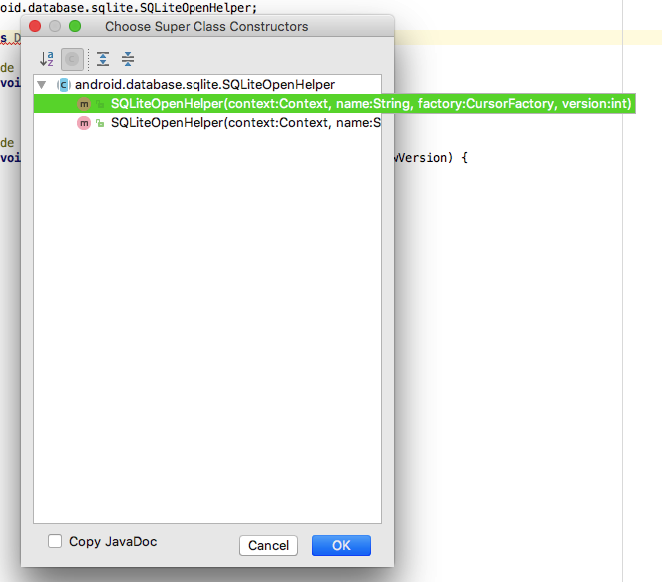 oid.database.sqlite.SQLiteOpenHelper;
Choose Super Class Constructors
s D
android.database.sqlite.SQLiteOpenHelper
de
SQLiteOpenHelper(context:Context, name:String, factory:CursorFactory, version:int)
voi
SQLiteOpenHelper(context:Context, name:S
de
voi
Version) {
Copy JavaDoc
Cancel
OK